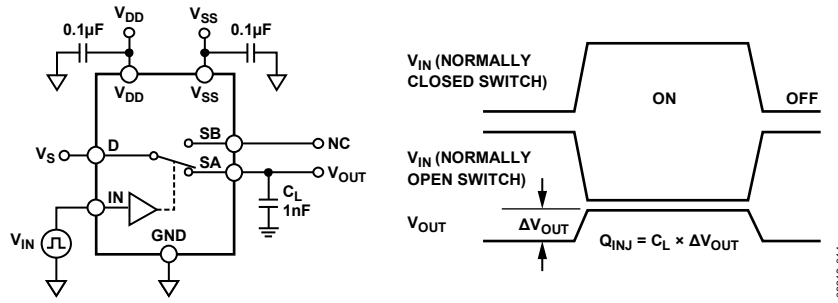 VDD
VSS
0.1µF
0.1µF
VDD
VSS
SB
NC
VS
D
SA
VOUT
IN
CL
1nF
VIN
GND
VIN (NORMALLY
CLOSED SWITCH)
ON
OFF
VIN (NORMALLY
OPEN SWITCH)
VOUT
ΔVOUT
QINJ = CL × ΔVOUT